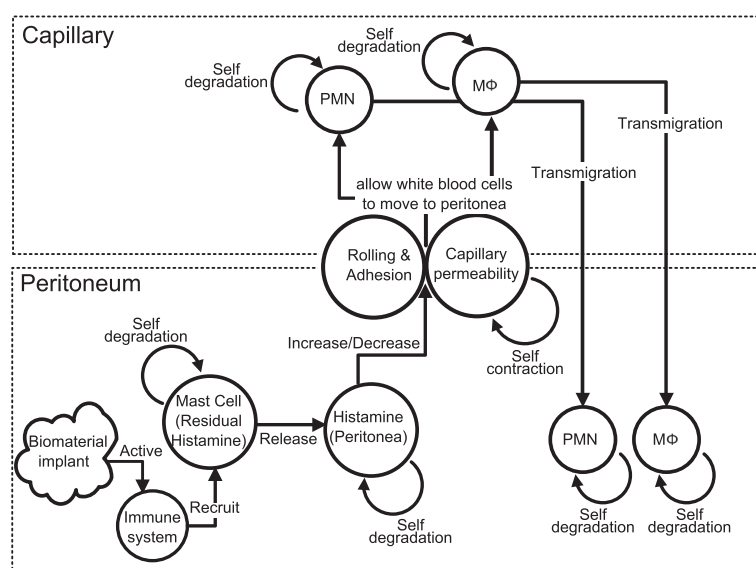 Capillary
Self
degradation
PMN
Self
degradation
MΦ
Transmigration
Transmigration
allow white blood cells
to move to peritonea
Rolling &
Adhesion
Capillary
permeability
Self
contraction
Peritoneum
Increase/Decrease
Self
degradation
Mast Cell
(Residual
Histamine)
Release
Histamine
(Peritonea)
Self
degradation
Biomaterial
implant
Active
Immune
system
Recruit
PMN
Self
degradation
MΦ
Self
degradation